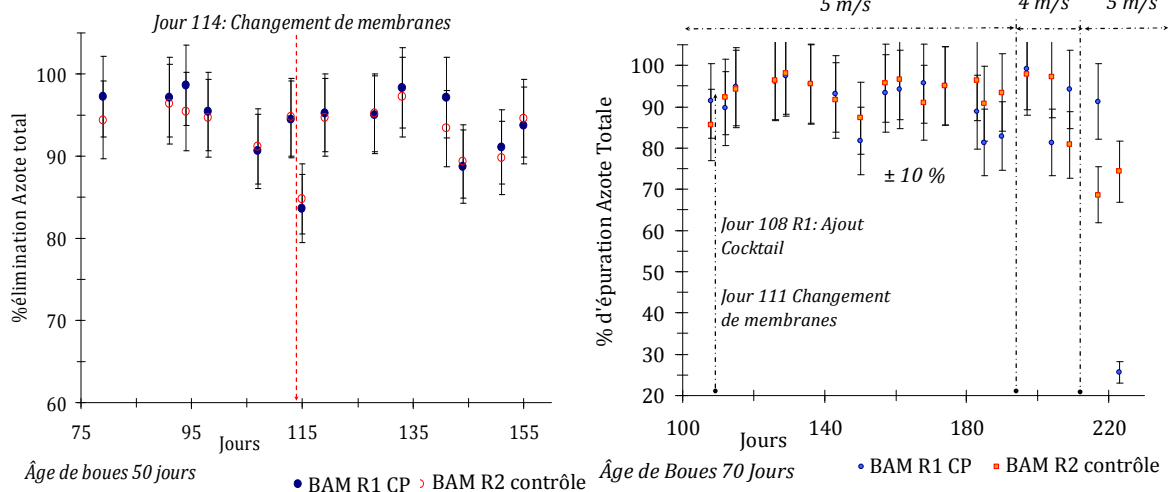 Jour 114: Changement de membranes
%élimination Azote total
100
90
80
70
60
75
95
115
135
155
Jours
Âge de boues 50 jours
BAM R1 CP
BAM R2 contrôle
5 m/s
4 m/s
5 m/s
% d'épuration Azote Totale
100
90
80
70
60
50
40
30
20
± 10 %
Jour 108 R1: Ajout
Cocktail
Jour 111 Changement
de membranes
100
140
180
220
Jours
Âge de Boues 70 Jours
BAM R1 CP
BAM R2 contrôle